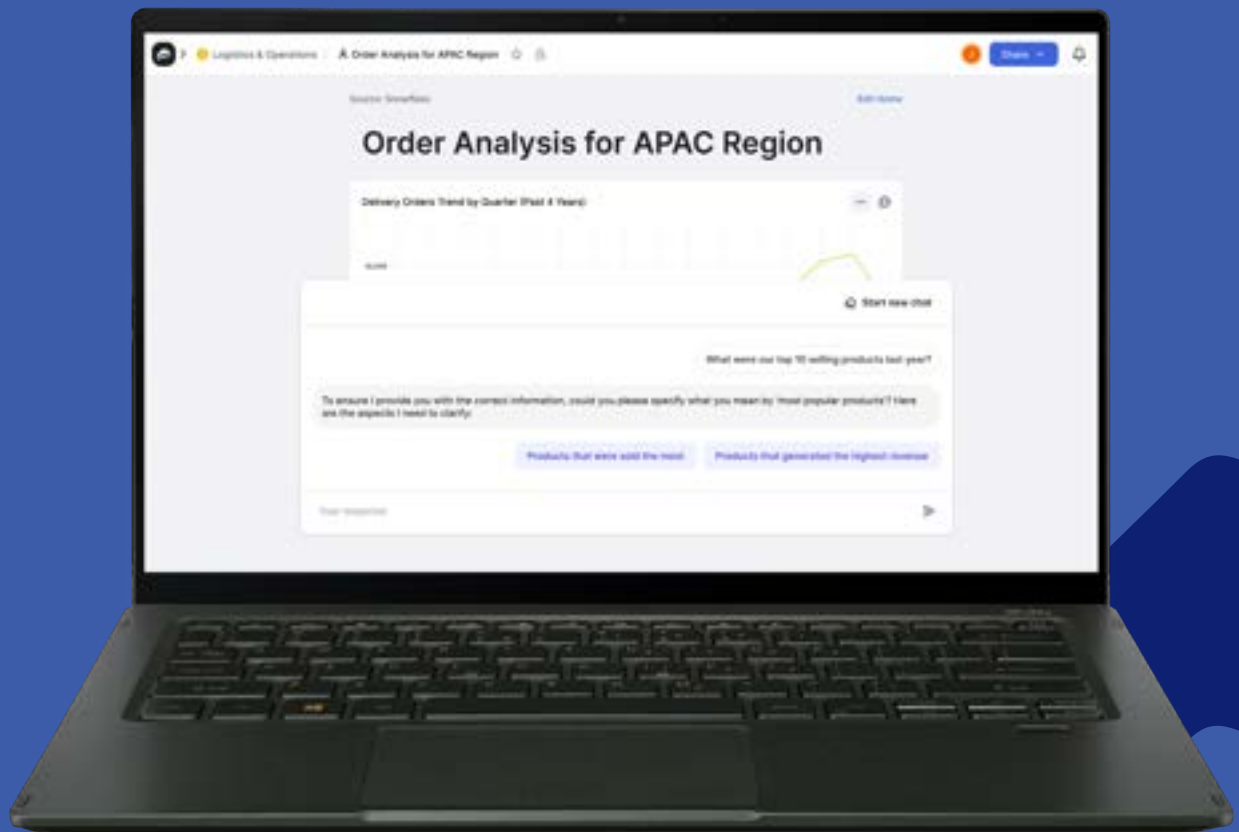 Logistics & Operations / Order Analysis for APAC Region
Share
Source: Snowflake
Edit Home
Order Analysis for APAC Region
Delivery Orders Trend by Quarter (Past 4 Years)
Start new chat
What were our top 10 selling products last year?
To ensure I provide you with the correct information, could you please specify what you mean by 'most popular products'? Here
are the aspects I need to clarify:
Products that were sold the most
Products that generated the highest revenue
Your response